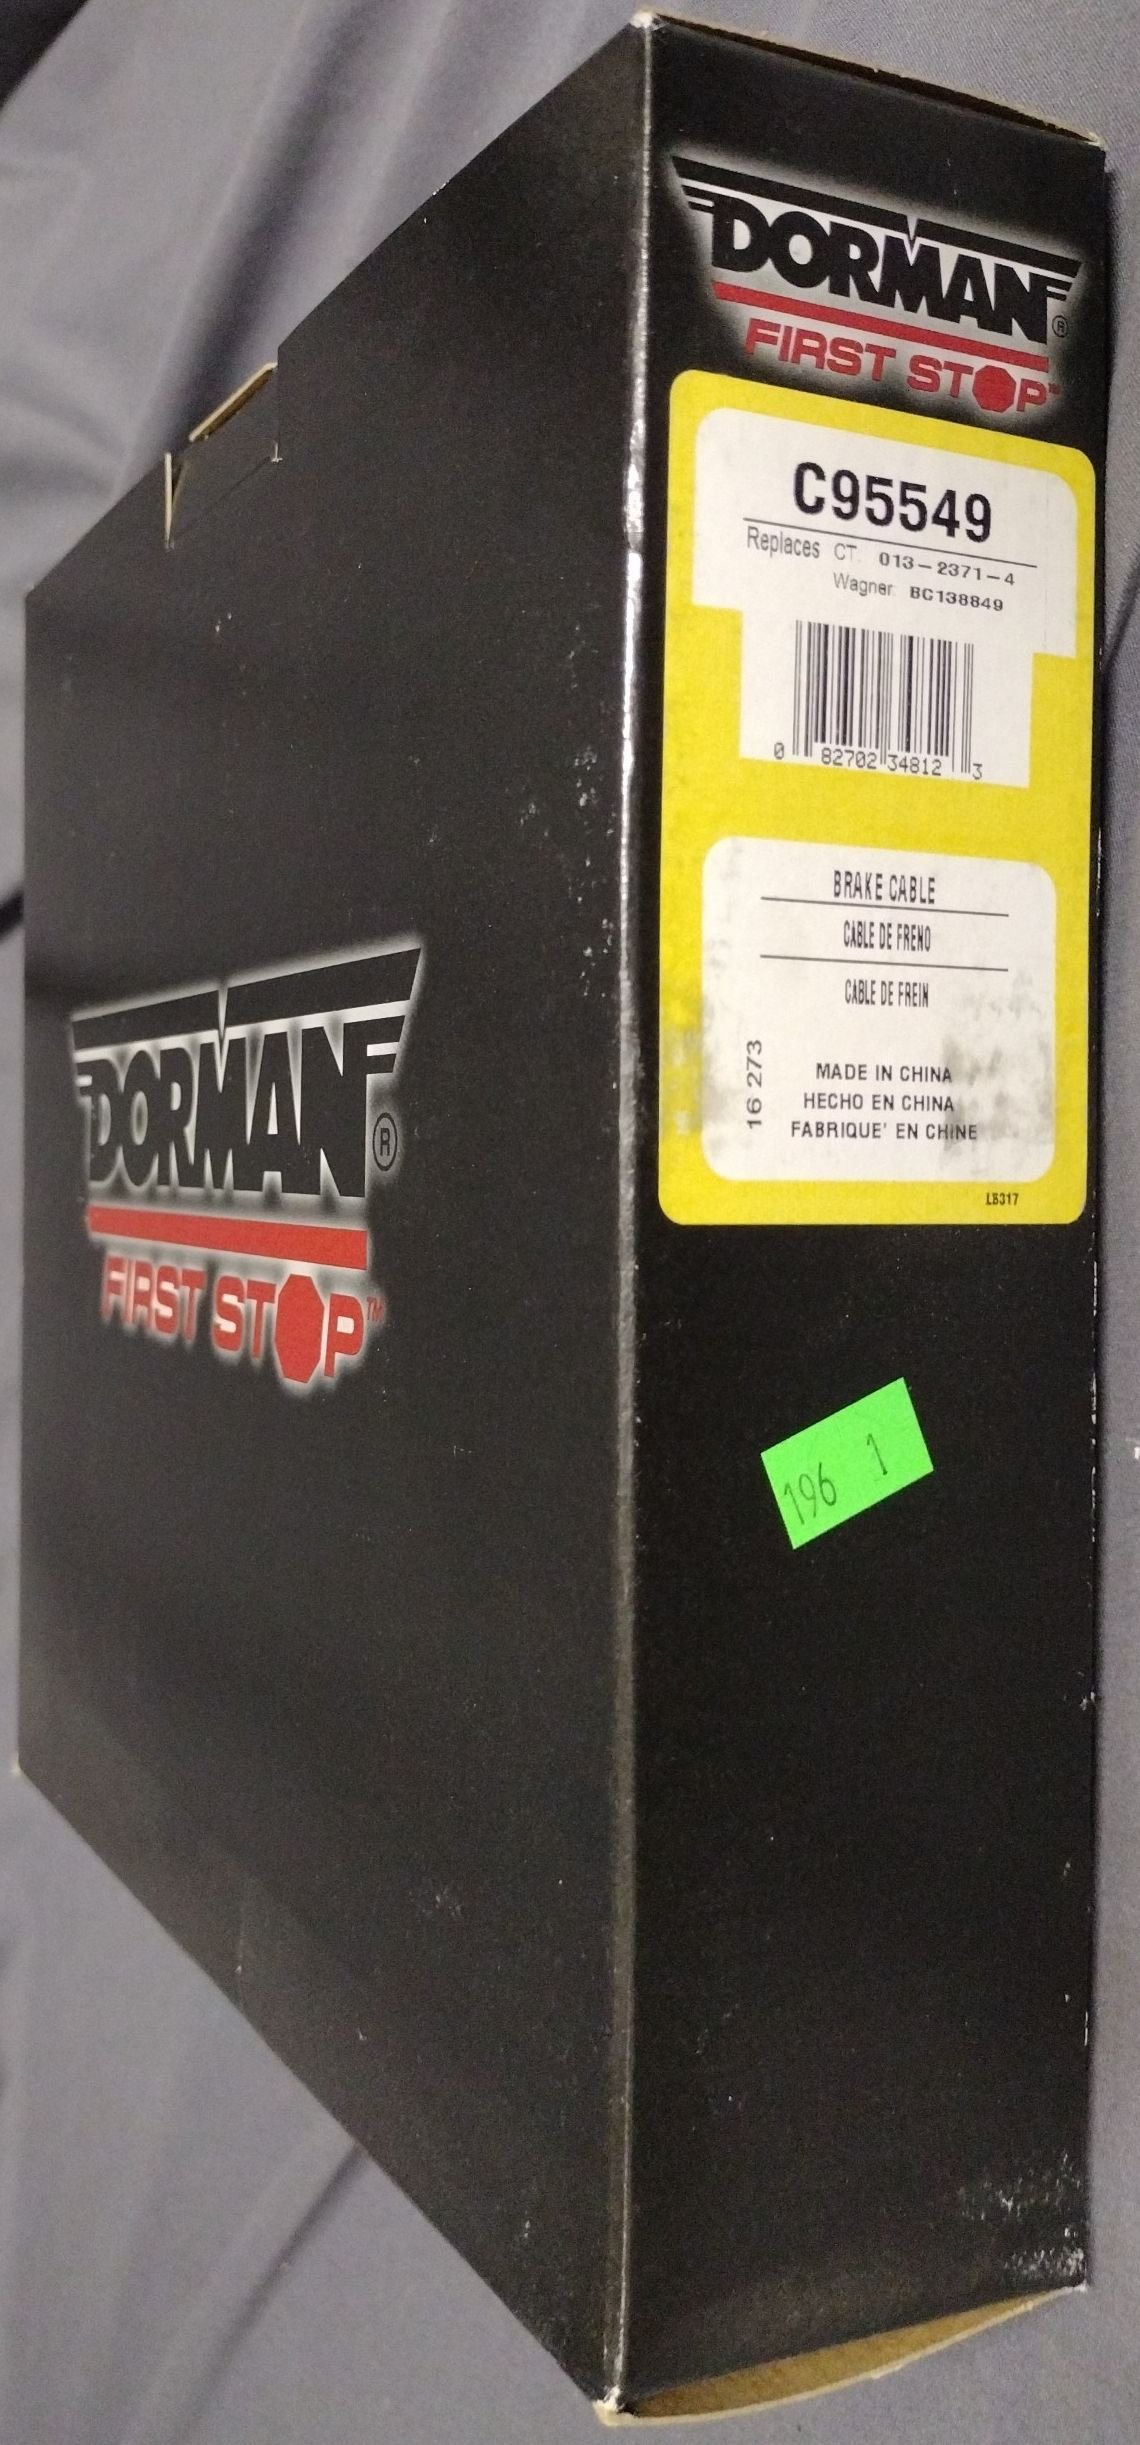 DORMAN®
FIRST STOP™
C95549
Replaces CT. 013-2371-4
Wagner BC138849
0 82702 34812 3
BRAKE CABLE
CABLE DE FRENO
CABLE DE FREIN
16 273
MADE IN CHINA
HECHO EN CHINA
FABRIQUE' EN CHINE
LB317
196 1
DORMAN®
FIRST STOP™